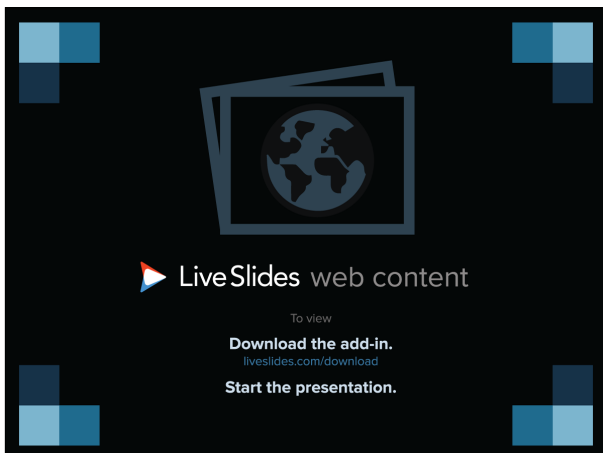 LiveSlides web content
To view
Download the add-in.
liveslides.com/download
Start the presentation.